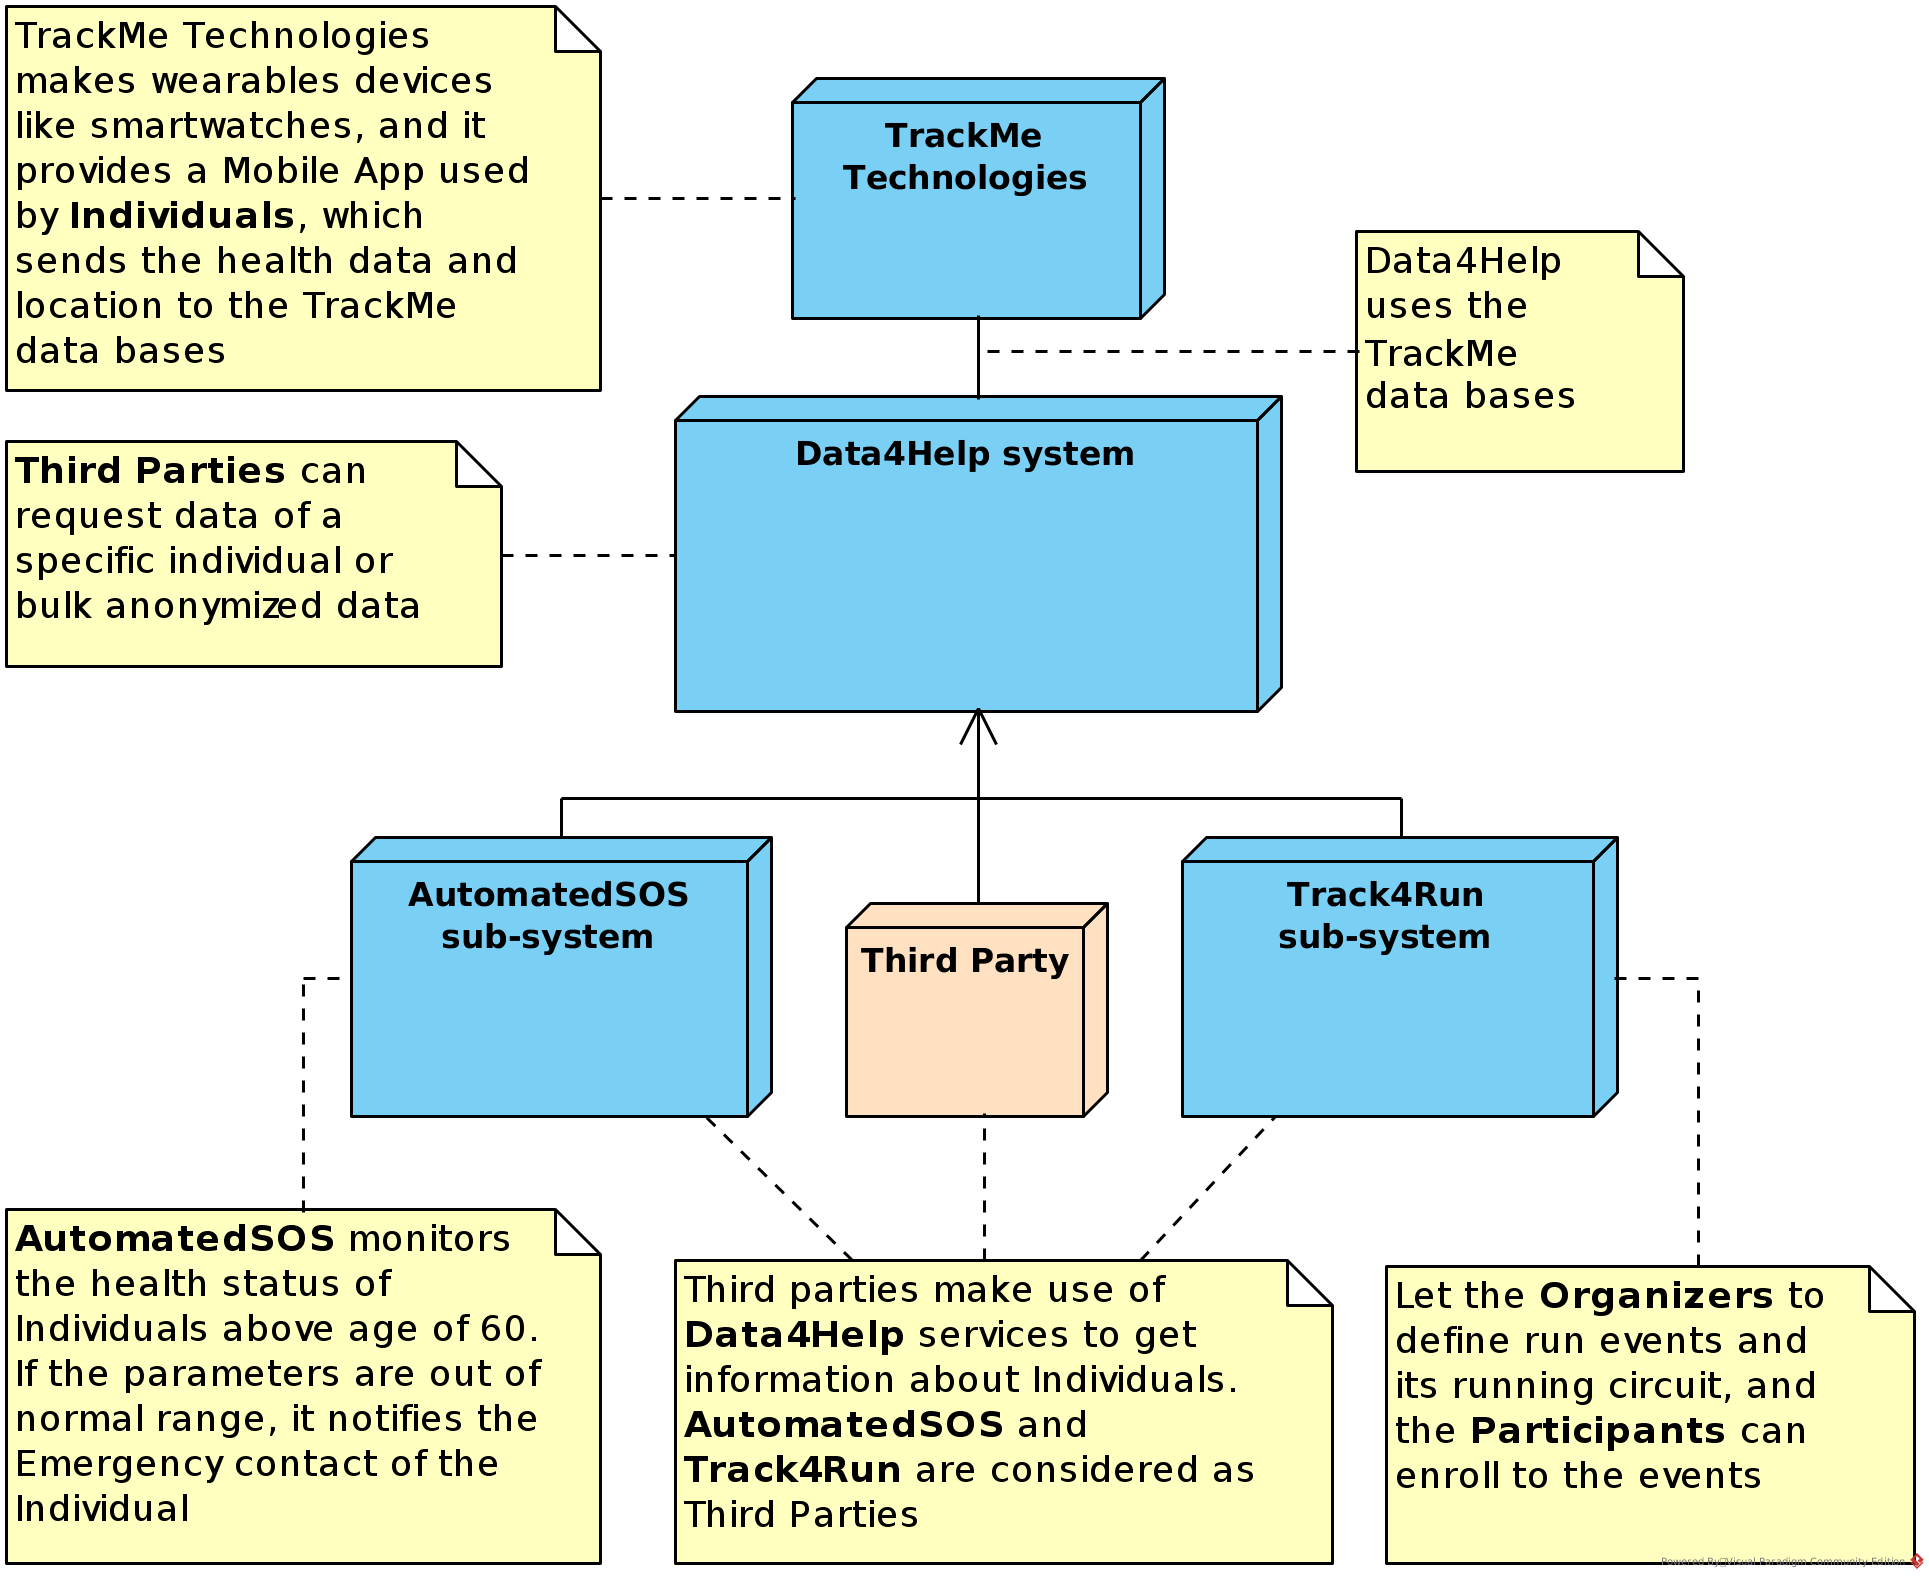 TrackMe Technologies
makes wearables devices
like smartwatches, and it
provides a Mobile App used
by Individuals, which
sends the health data and
location to the TrackMe
data bases
TrackMe
Technologies
Data4Help
uses the
TrackMe
data bases
Third Parties can
request data of a
specific individual or
bulk anonymized data
Data4Help system
AutomatedSOS
sub-system
Third Party
Track4Run
sub-system
AutomatedSOS monitors
the health status of
Individuals above age of 60.
If the parameters are out of
normal range, it notifies the
Emergency contact of the
Individual
Third parties make use of
Data4Help services to get
information about Individuals.
AutomatedSOS and
Track4Run are considered as
Third Parties
Let the Organizers to
define run events and
its running circuit, and
the Participants can
enroll to the events
Powered By Visual Paradigm Community Edition